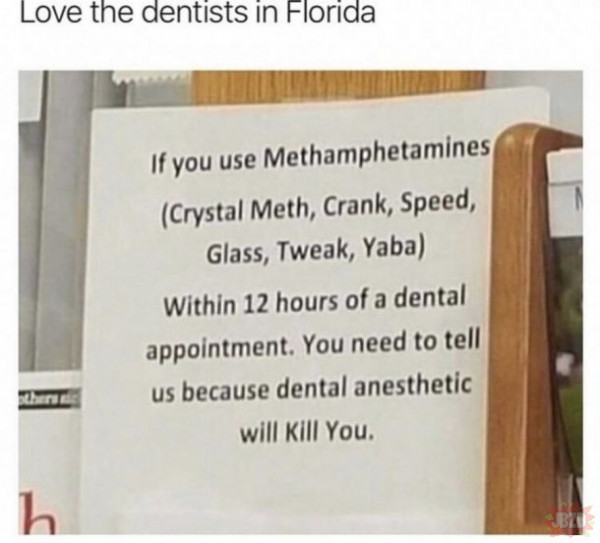 Love the dentists in Florida
If you use Methamphetamines
(Crystal Meth, Crank, Speed,
Glass, Tweak, Yaba)
Within 12 hours of a dental
appointment. You need to tell
us because dental anesthetic
will Kill You.
h
JBZD